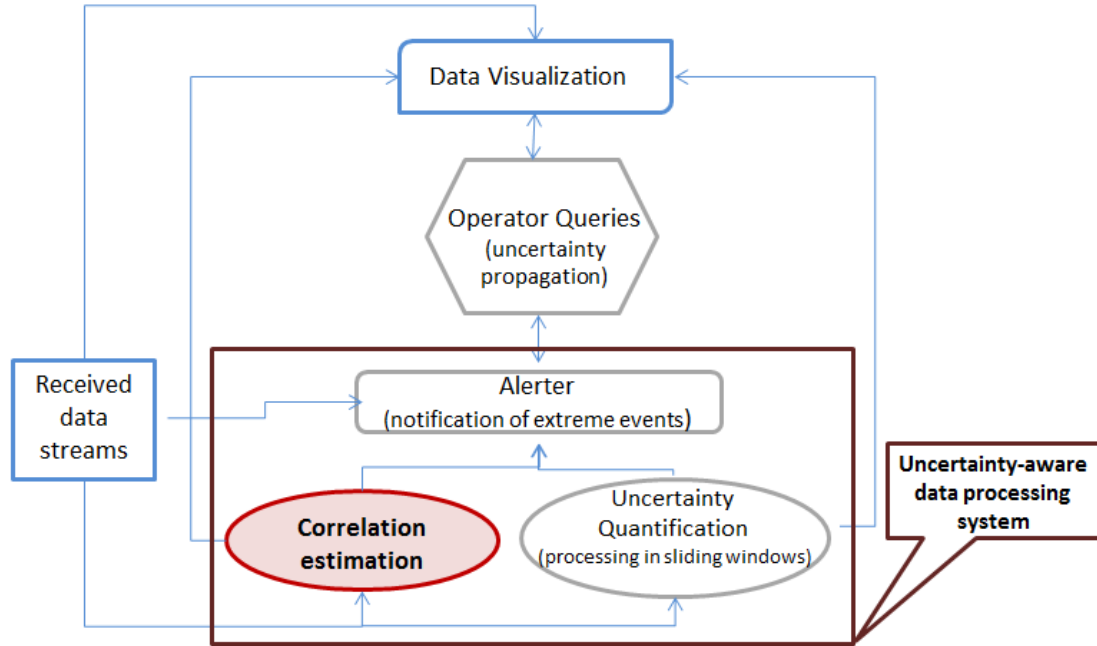 Data Visualization
Operator Queries
(uncertainty
propagation)
Received
data
streams
Alerter
(notification of extreme events)
Correlation
estimation
Uncertainty
Quantification
(processing in sliding windows)
Uncertainty-aware
data processing
system